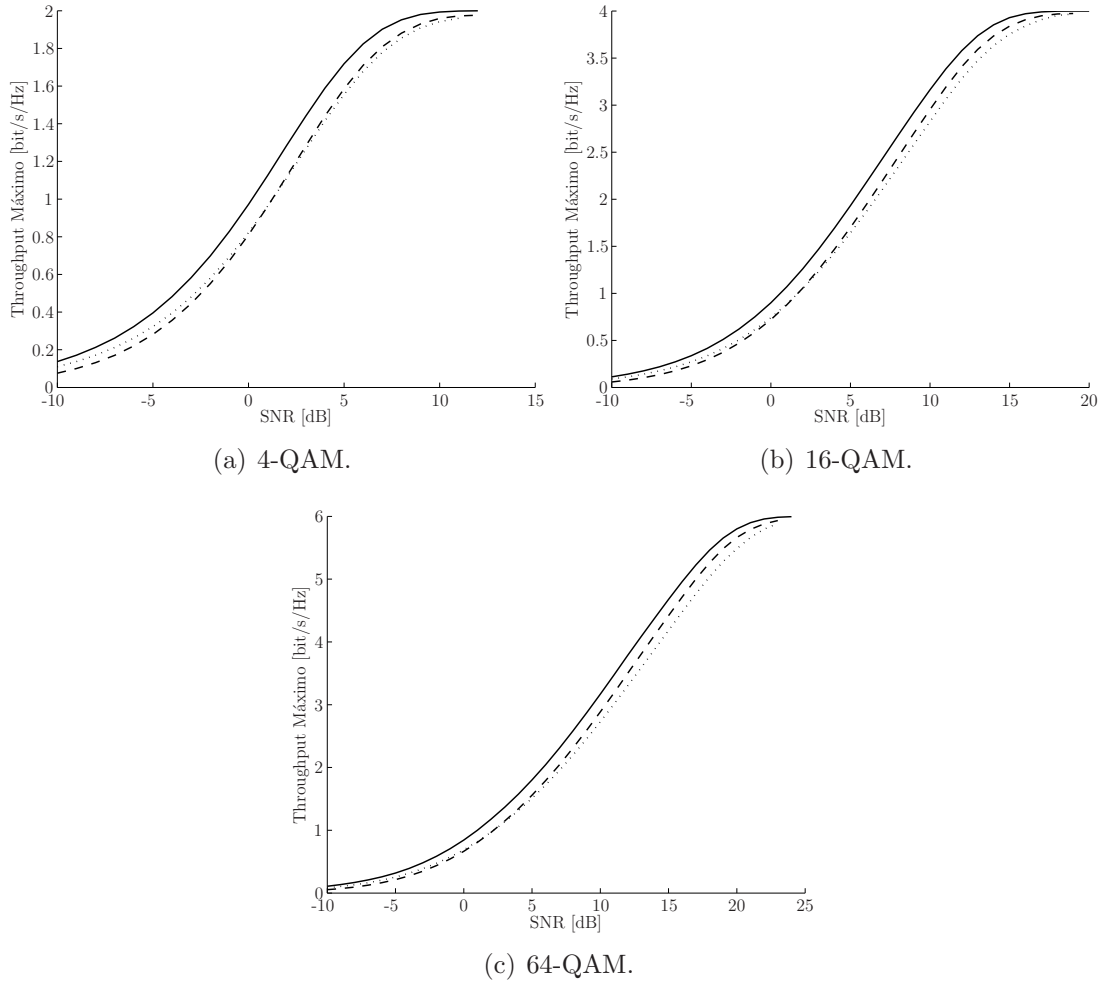 2
1.8
1.6
1.4
1.2
1
0.8
0.6
0.4
0.2
0
-10 -5 0 5 10 15
SNR [dB]
Throughput Máximo [bit/s/Hz]
(a) 4-QAM.
4
3.5
3
2.5
2
1.5
1
0.5
0
-10 -5 0 5 10 15 20
SNR [dB]
Throughput Máximo [bit/s/Hz]
(b) 16-QAM.
6
5
4
3
2
1
0
-10 -5 0 5 10 15 20 25
SNR [dB]
Throughput Máximo [bit/s/Hz]
(c) 64-QAM.